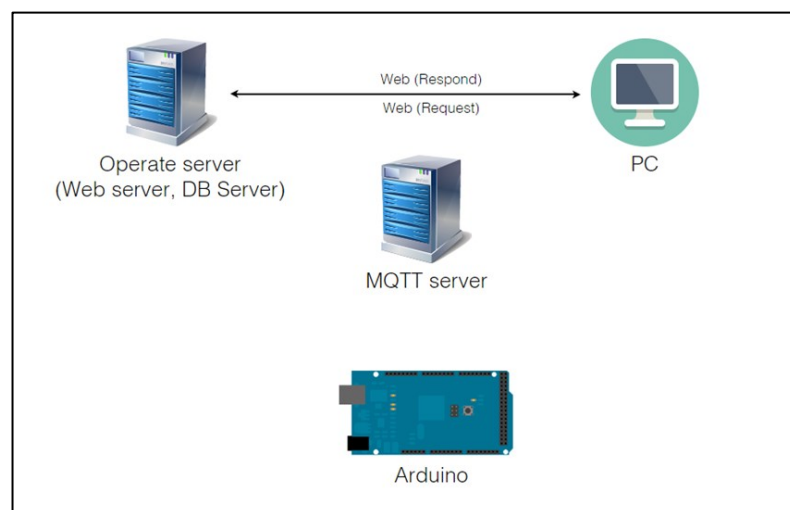 Web (Respond)
Web (Request)
Operate server
(Web server, DB Server)
PC
MQTT server
Arduino